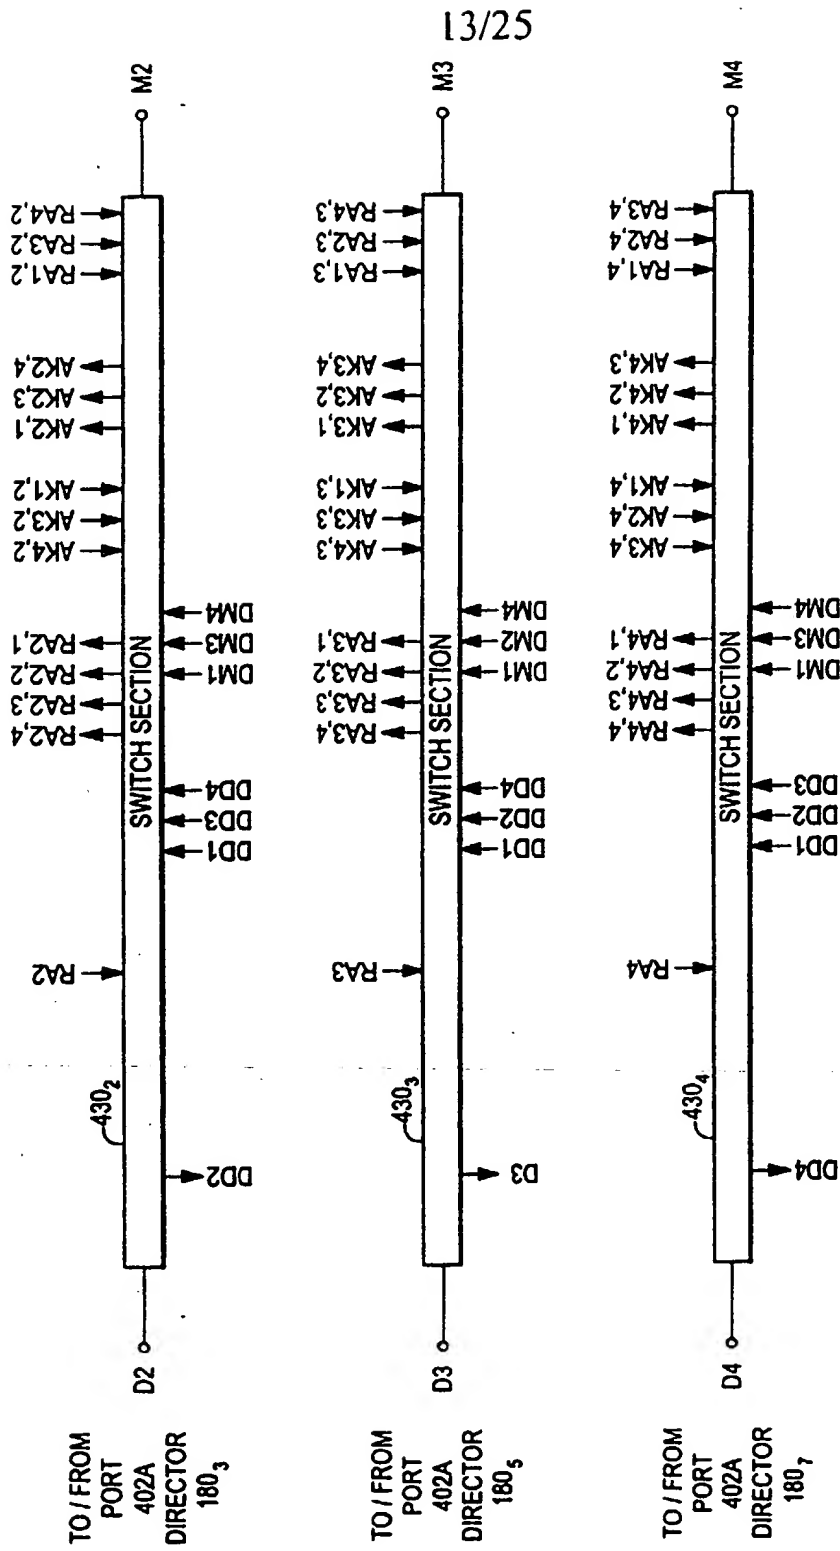 13/25
M2
RA4,2
RA3,2
RA1,2
AK2,4
AK2,3
AK2,1
AK1,2
AK3,2
AK4,2
RA2,1
RA2,2
RA2,3
RA2,4
DM4
DM3
DM1
SWITCH SECTION
DD4
DD3
DD1
RA2
430₂
DD2
D2
TO / FROM
PORT
402A
DIRECTOR
180₃
M3
RA4,3
RA2,3
RA1,3
AK3,4
AK3,2
AK3,1
AK1,3
AK3,3
AK4,3
RA3,1
RA3,2
RA3,3
RA3,4
DM4
DM2
DM1
SWITCH SECTION
DD4
DD2
DD1
RA3
430₃
D3
D3
TO / FROM
PORT
402A
DIRECTOR
180₅
M4
RA3,4
RA2,4
RA1,4
AK4,3
AK4,2
AK4,1
AK1,4
AK2,4
AK3,4
RA4,1
RA4,2
RA4,3
RA4,4
DM4
DM3
DM1
SWITCH SECTION
DD3
DD2
DD1
RA4
430₄
DD4
D4
TO / FROM
PORT
402A
DIRECTOR
180₇